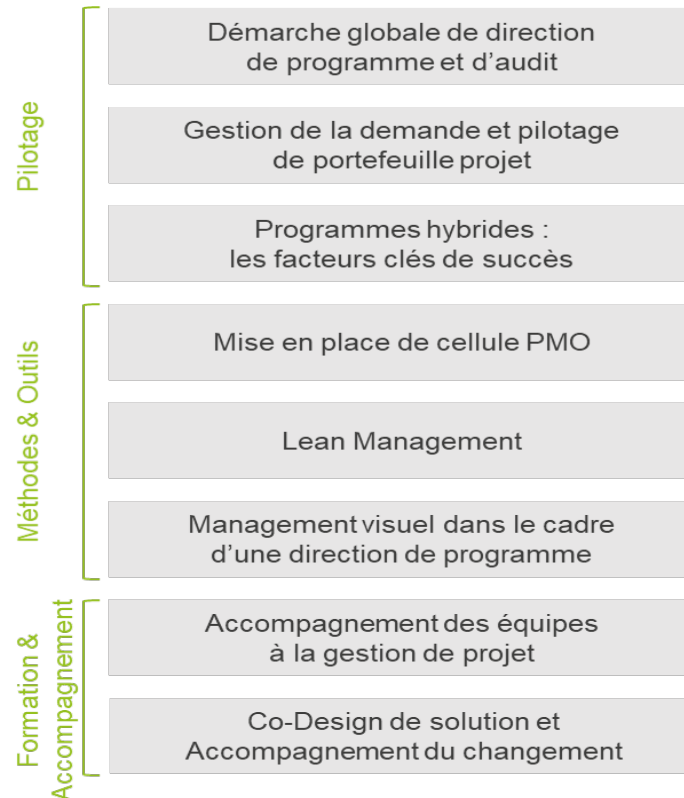 Pilotage
Démarche globale de direction
de programme et d'audit
Gestion de la demande et pilotage
de portefeuille projet
Programmes hybrides :
les facteurs clés de succès
Méthodes & Outils
Mise en place de cellule PMO
Lean Management
Management visuel dans le cadre
d'une direction de programme
Formation &
Accompagnement
Accompagnement des équipes
à la gestion de projet
Co-Design de solution et
Accompagnement du changement